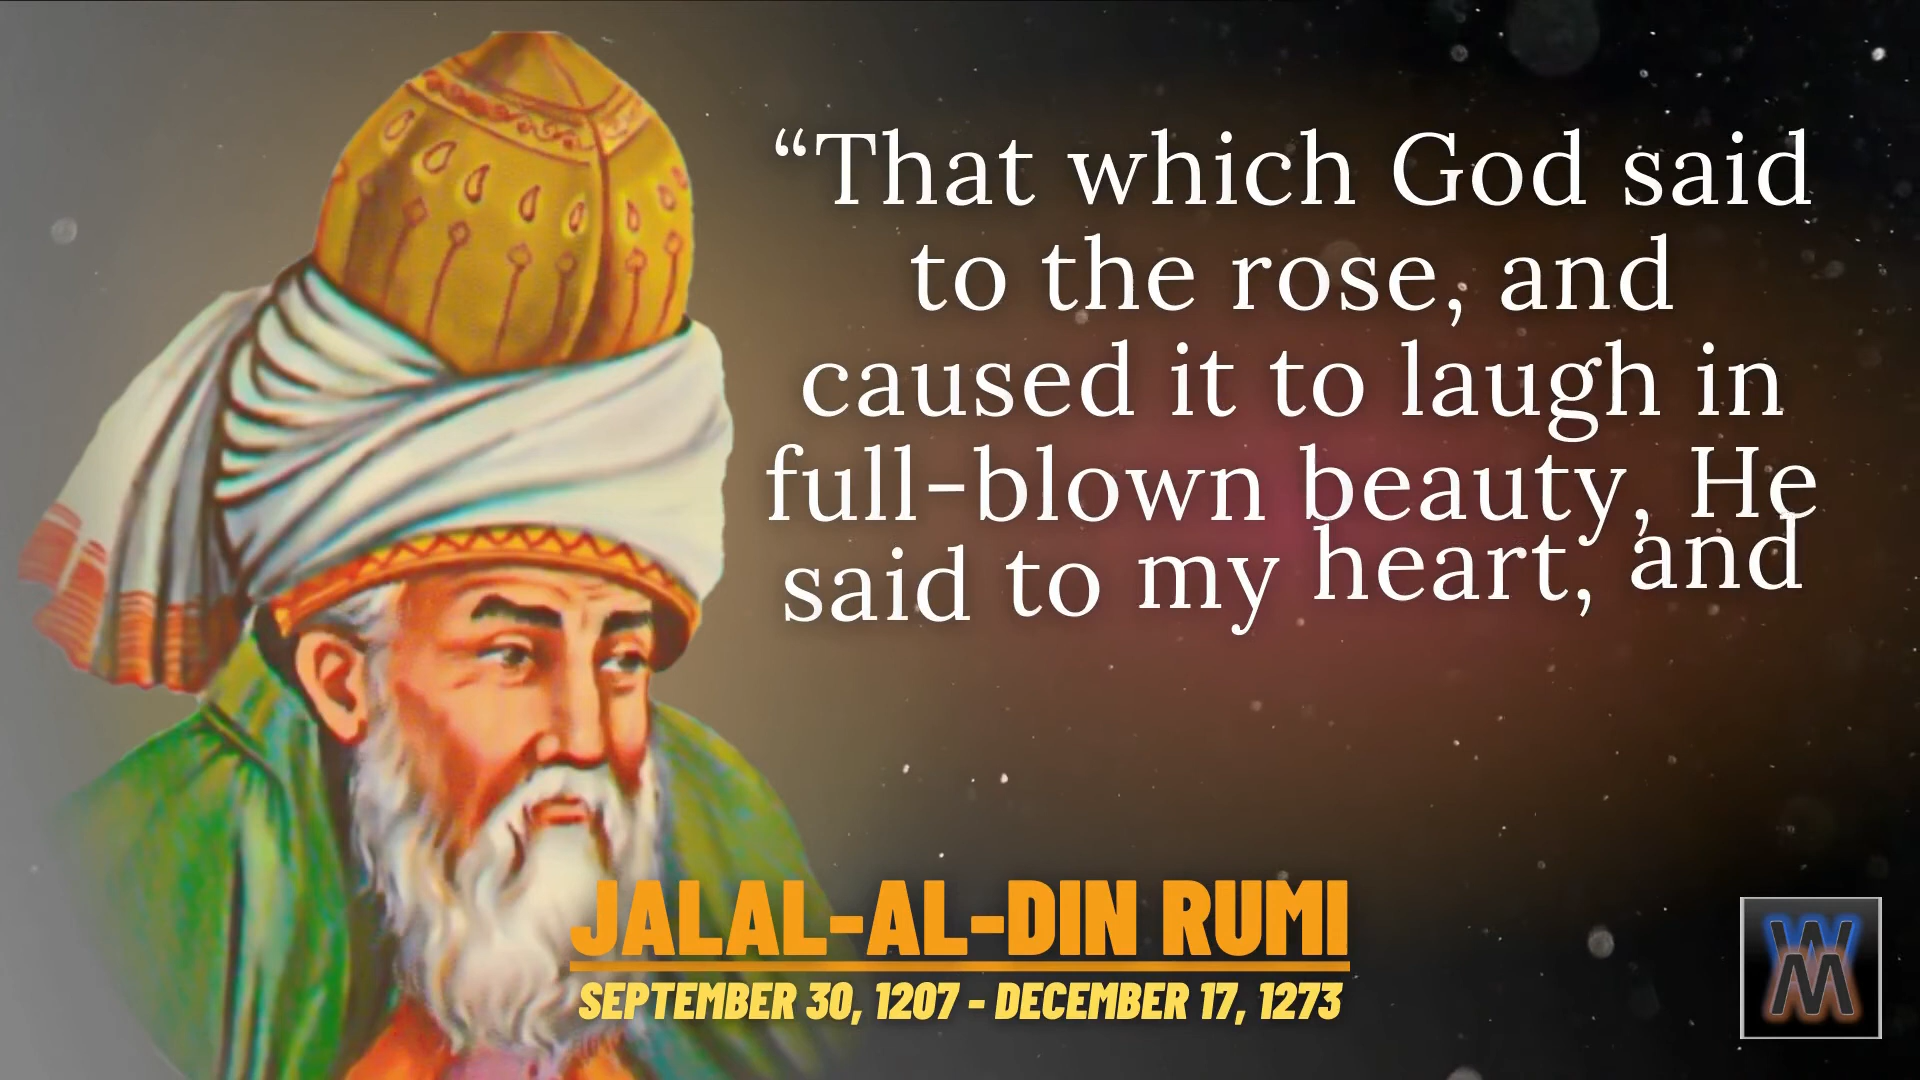 “That which God said
to the rose, and
caused it to laugh in
full-blown beauty, He
said to my heart, and
JALAL-AL-DIN RUMI
SEPTEMBER 30, 1207 - DECEMBER 17, 1273
WM